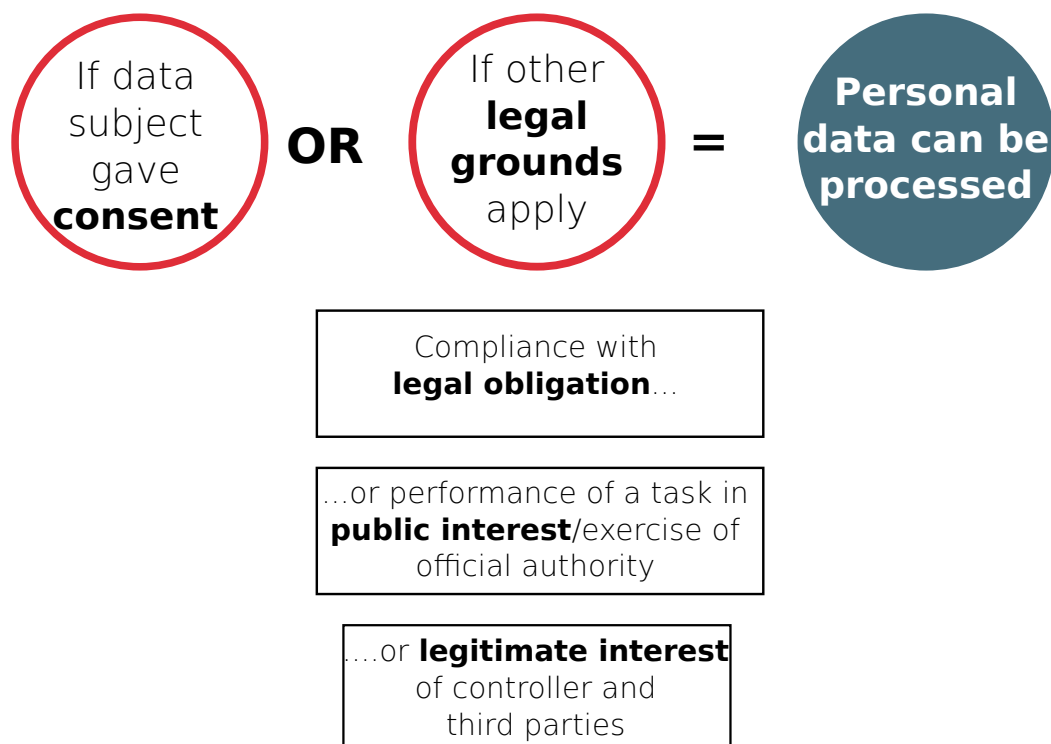 If data
subject
gave
consent
OR
If other
legal
grounds
apply
=
Personal
data can be
processed
Compliance with
legal obligation...
...or performance of a task in
public interest/exercise of
official authority
....or legitimate interest
of controller and
third parties